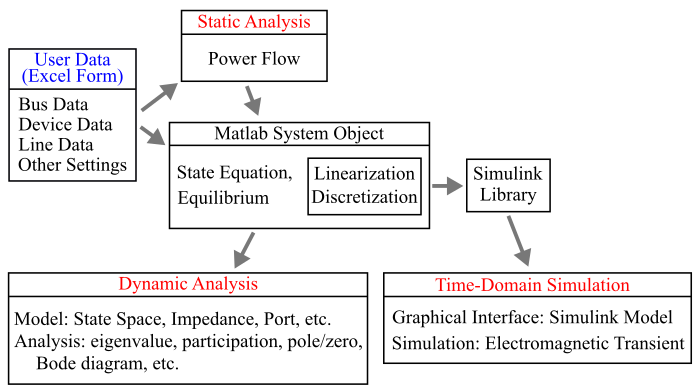 Static Analysis
Power Flow
User Data
(Excel Form)
Bus Data
Device Data
Line Data
Other Settings
Matlab System Object
State Equation,
Equilibrium
Linearization
Discretization
Simulink
Library
Dynamic Analysis
Model: State Space, Impedance, Port, etc.
Analysis: eigenvalue, participation, pole/zero,
Bode diagram, etc.
Time-Domain Simulation
Graphical Interface: Simulink Model
Simulation: Electromagnetic Transient